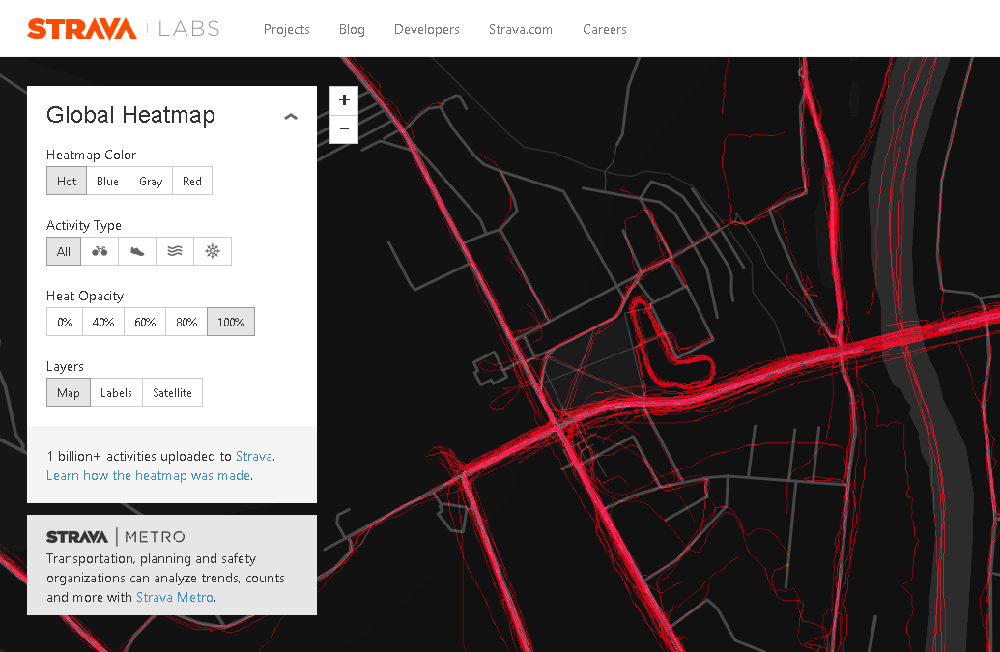 STRAVA | LABS Projects Blog Developers Strava.com Careers
Global Heatmap
+
−
Heatmap Color
Hot Blue Gray Red
Activity Type
All
Heat Opacity
0% 40% 60% 80% 100%
Layers
Map Labels Satellite
1 billion+ activities uploaded to Strava.
Learn how the heatmap was made.
STRAVA | METRO
Transportation, planning and safety
organizations can analyze trends, counts
and more with Strava Metro.